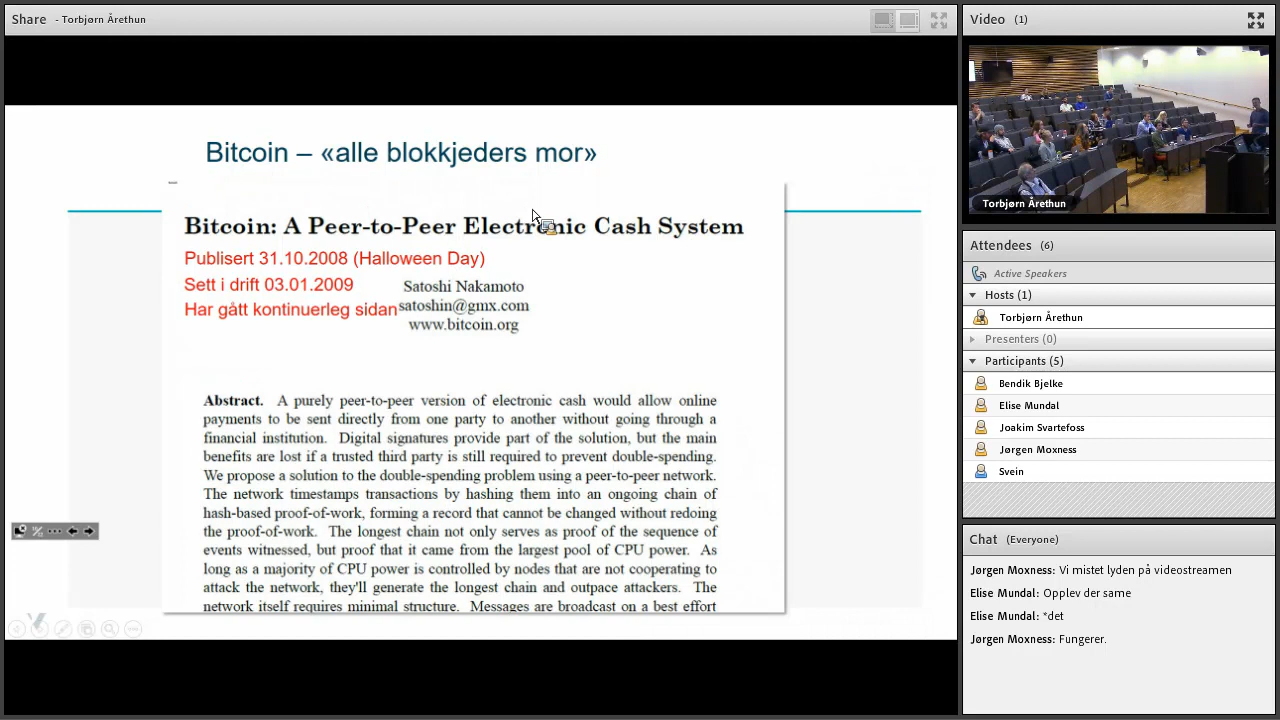 Share - Torbjørn Årethun
Bitcoin – «alle blokkjeders mor»
Bitcoin: A Peer-to-Peer Electronic Cash System
Publisert 31.10.2008 (Halloween Day)
Sett i drift 03.01.2009
Har gått kontinuerleg sidan
Satoshi Nakamoto
satoshin@gmx.com
www.bitcoin.org
Abstract. A purely peer-to-peer version of electronic cash would allow online
payments to be sent directly from one party to another without going through a
financial institution. Digital signatures provide part of the solution, but the main
benefits are lost if a trusted third party is still required to prevent double-spending.
We propose a solution to the double-spending problem using a peer-to-peer network.
The network timestamps transactions by hashing them into an ongoing chain of
hash-based proof-of-work, forming a record that cannot be changed without redoing
the proof-of-work. The longest chain not only serves as proof of the sequence of
events witnessed, but proof that it came from the largest pool of CPU power. As
long as a majority of CPU power is controlled by nodes that are not cooperating to
attack the network, they'll generate the longest chain and outpace attackers. The
network itself requires minimal structure. Messages are broadcast on a best effort
Video (1)
Torbjørn Årethun
Attendees (6)
Active Speakers
Hosts (1)
Torbjørn Årethun
Presenters (0)
Participants (5)
Bendik Bjelke
Elise Mundal
Joakim Svartefoss
Jørgen Moxness
Svein
Chat (Everyone)
Jørgen Moxness: Vi mistet lyden på videostreamen
Elise Mundal: Opplev der same
Elise Mundal: *det
Jørgen Moxness: Fungerer.